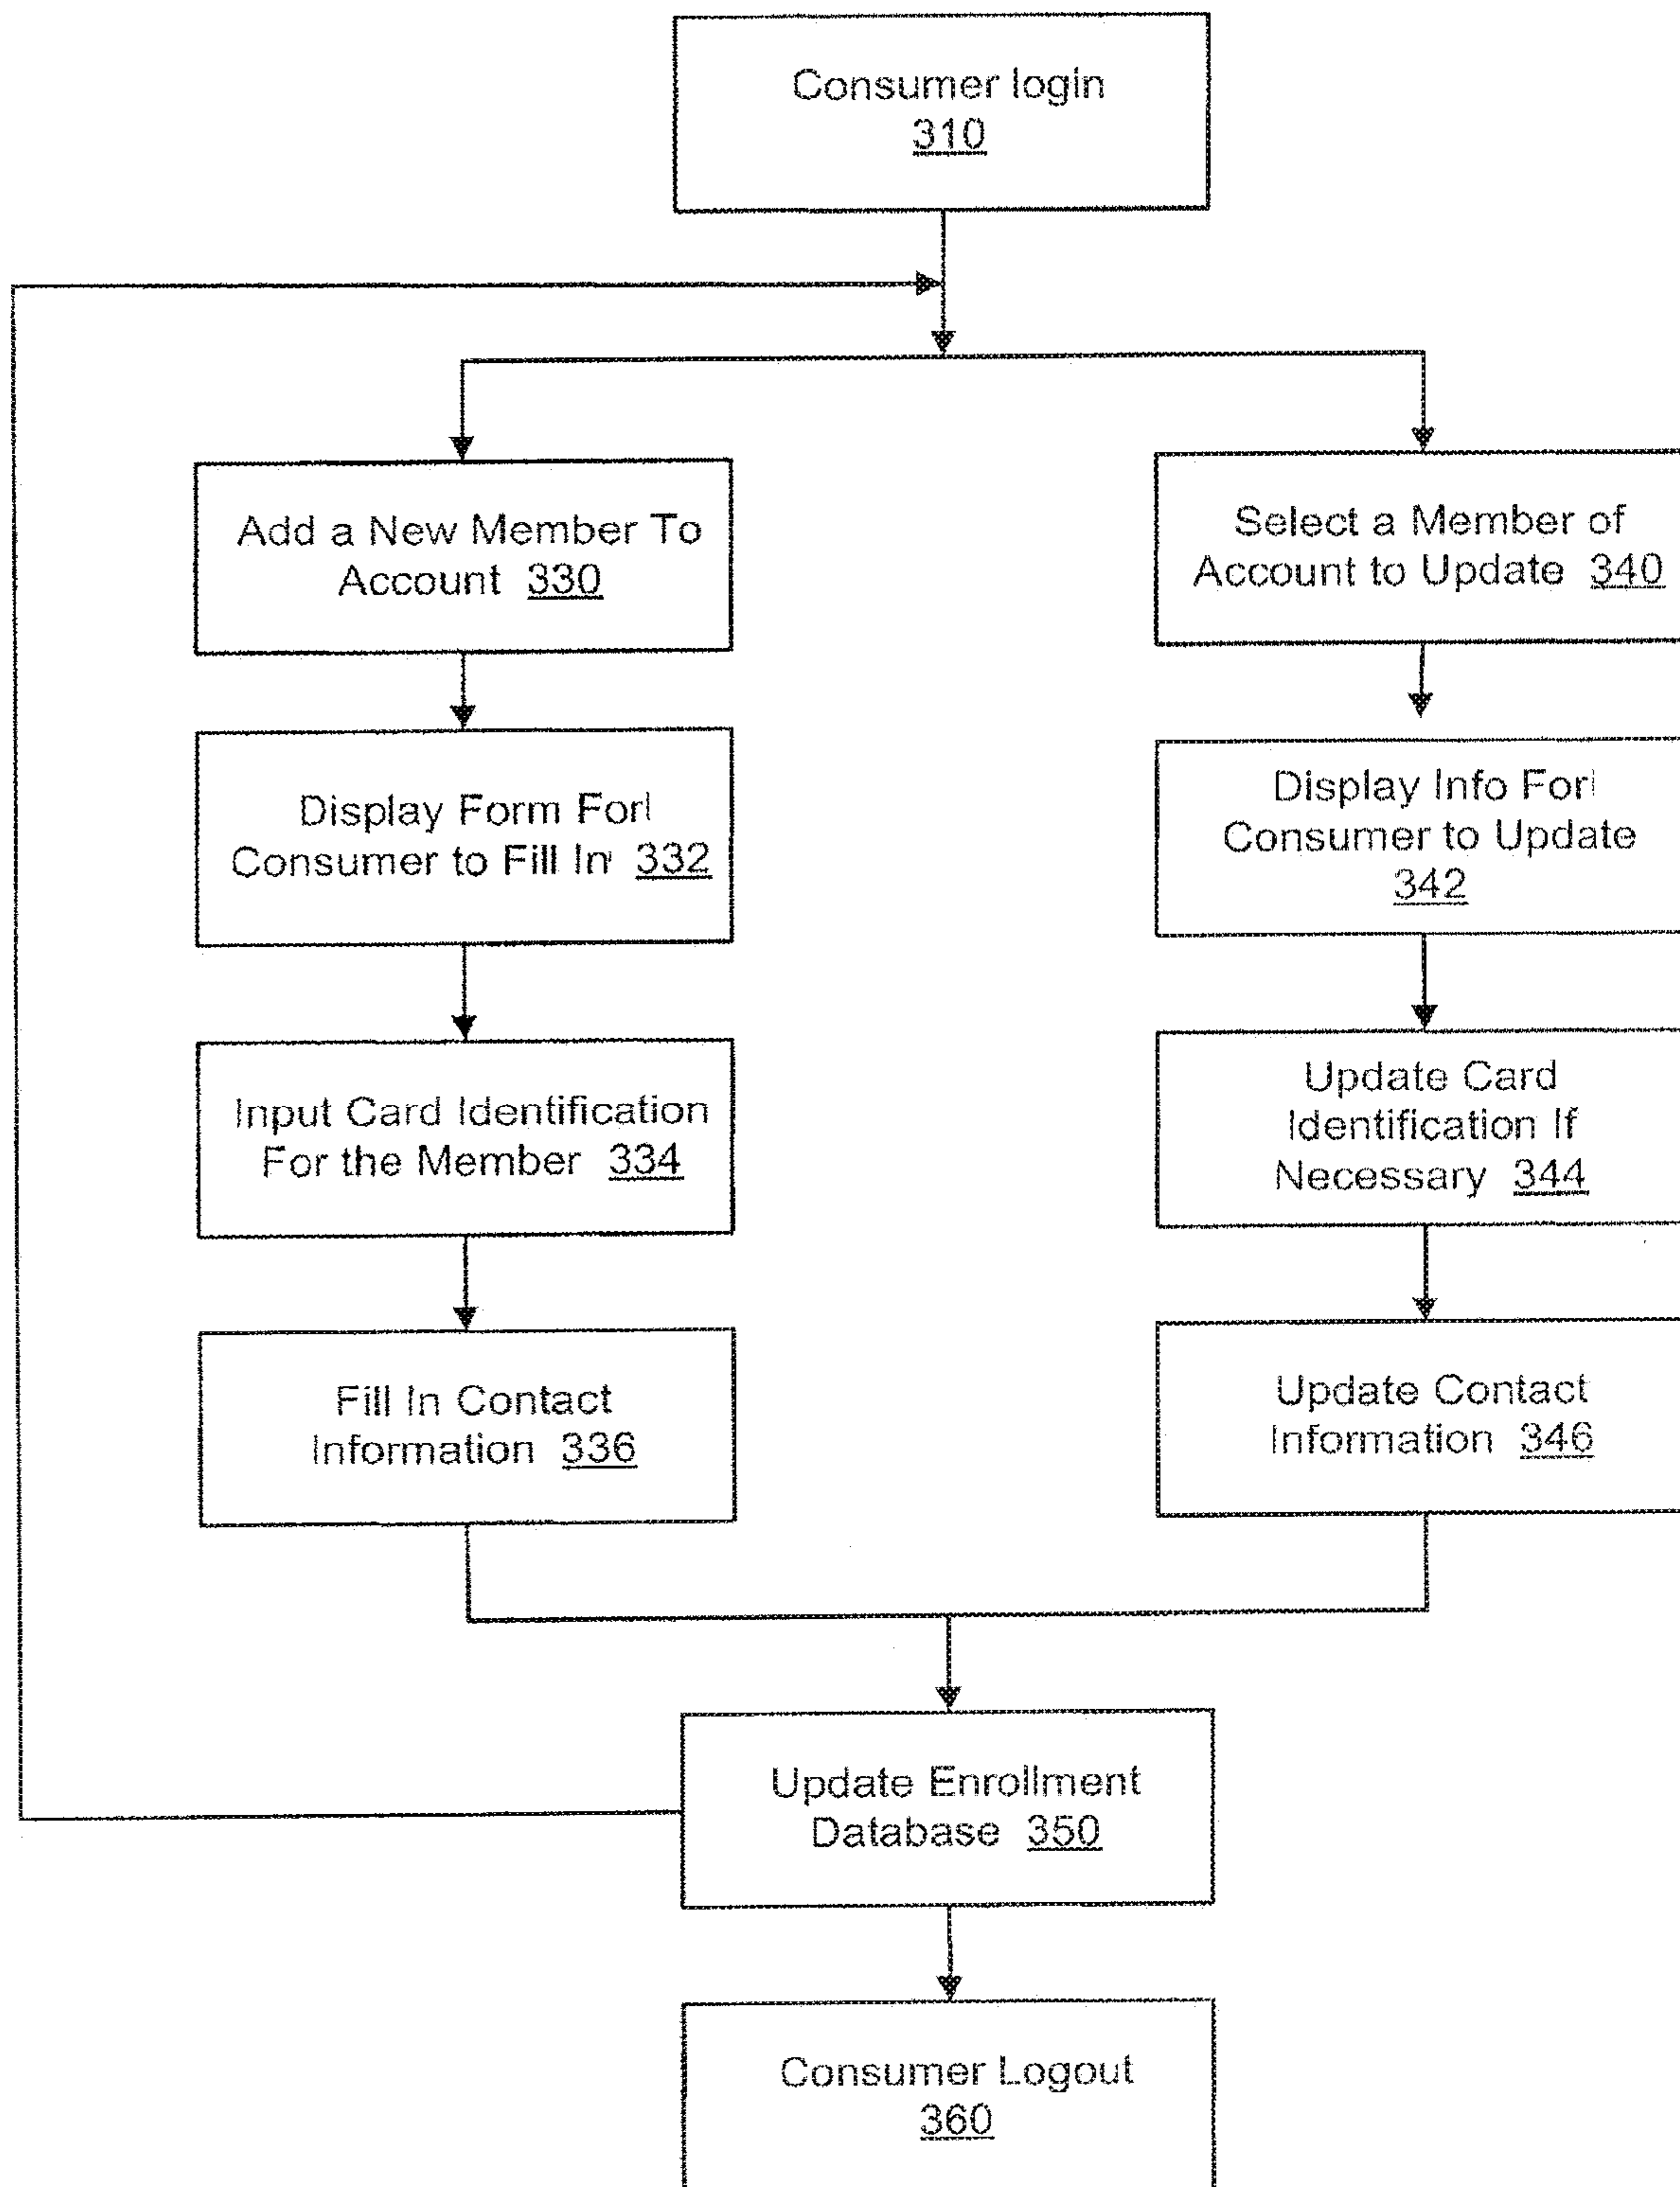 Consumer login
310
Add a New Member To
Account 330
Select a Member of
Account to Update 340
Display Form For
Consumer to Fill In 332
Display Info For
Consumer to Update
342
Input Card Identification
For the Member 334
Update Card
Identification If
Necessary 344
Fill In Contact
Information 336
Update Contact
Information 346
Update Enrollment
Database 350
Consumer Logout
360